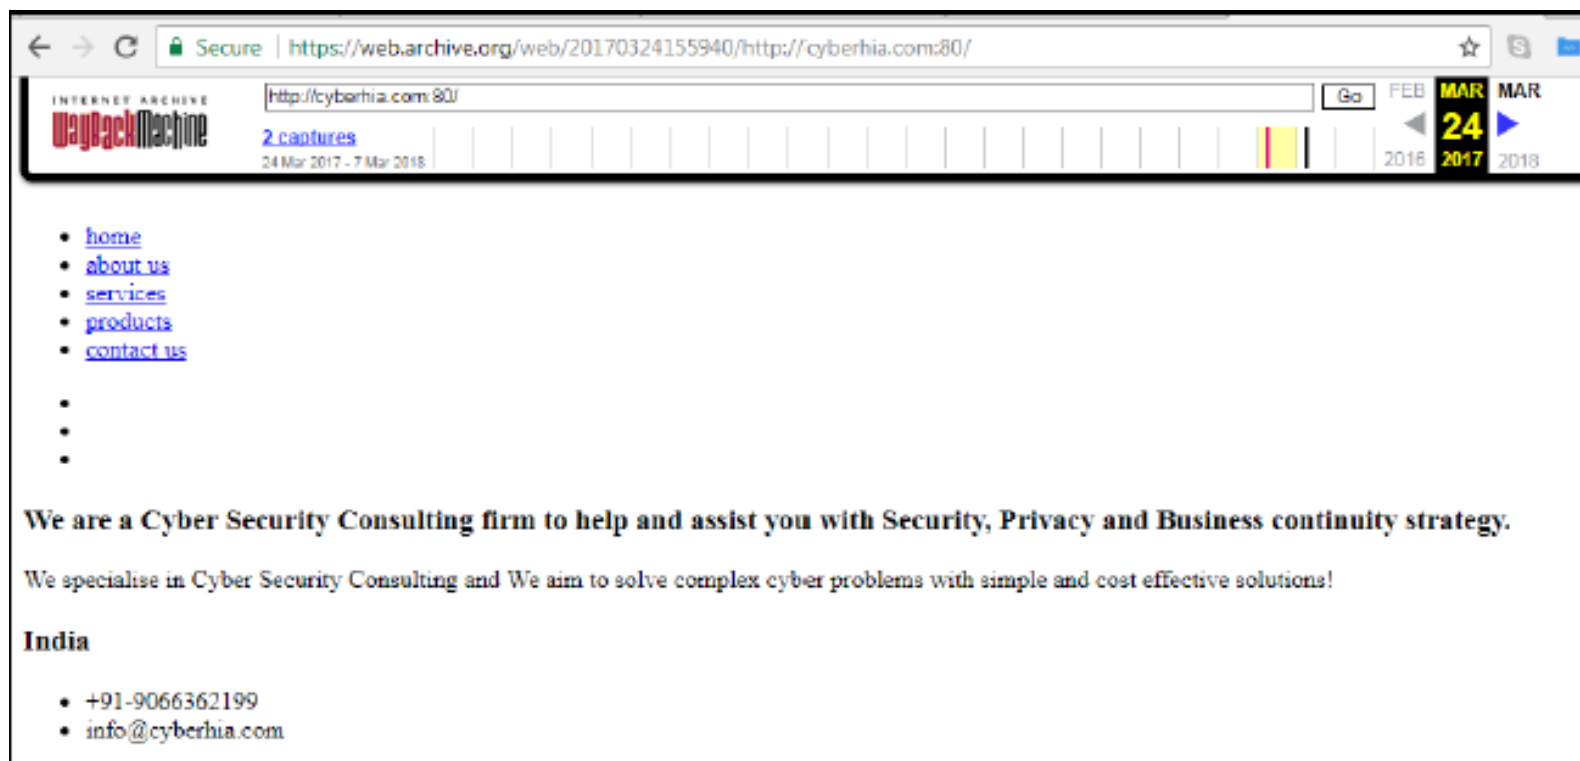 Secure https://web.archive.org/web/20170324155940/http://cyberhia.com:80/
INTERNET ARCHIVE
WayBackMachine
http://cyberhia.com:80/
Go
FEB MAR MAR
2 captures
24
24 Mar 2017 - 7 Mar 2018
2016 2017 2018
home
about us
services
products
contact us
We are a Cyber Security Consulting firm to help and assist you with Security, Privacy and Business continuity strategy.
We specialise in Cyber Security Consulting and We aim to solve complex cyber problems with simple and cost effective solutions!
India
+91-9066362199
info@cyberhia.com